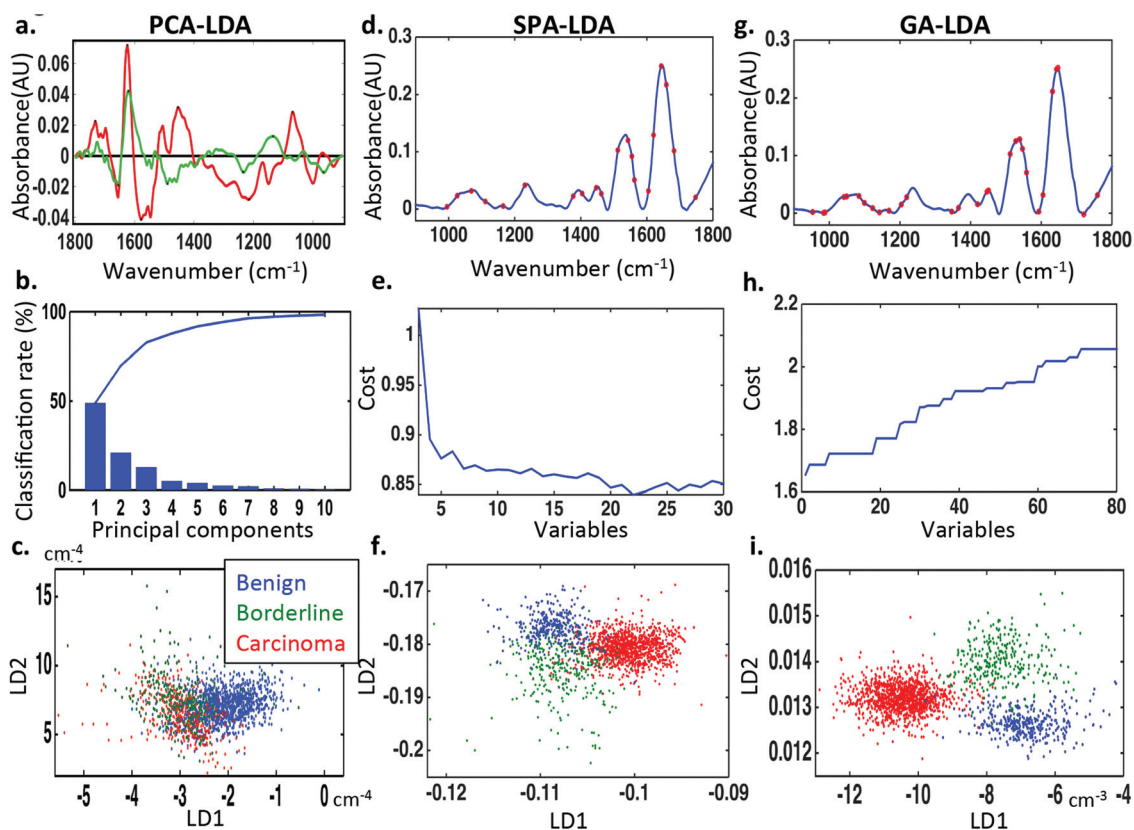 a. PCA-LDA
Absorbance(AU)
0.06
0.04
0.02
0
-0.02
-0.04
1800 1600 1400 1200 1000
Wavenumber (cm-1)
d. SPA-LDA
Absorbance(AU)
0.3
0.2
0.1
0
1000 1200 1400 1600 1800
Wavenumber (cm-1)
g. GA-LDA
Absorbance(AU)
0.3
0.2
0.1
0
1000 1200 1400 1600 1800
Wavenumber (cm-1)
b.
Classification rate (%)
100
50
0
1 2 3 4 5 6 7 8 9 10
Principal components
e.
Cost
1
0.95
0.9
0.85
5 10 15 20 25 30
Variables
h.
Cost
2.2
2
1.8
1.6
0 20 40 60 80
Variables
c. cm-4
LD2
15
10
5
Benign
Borderline
Carcinoma
-5 -4 -3 -2 -1 0 cm-4
LD1
f.
LD2
-0.17
-0.18
-0.19
-0.2
-0.12 -0.11 -0.1 -0.09
LD1
i.
LD2
0.016
0.015
0.014
0.013
0.012
-12 -10 -8 -6 cm-3 -4
LD1